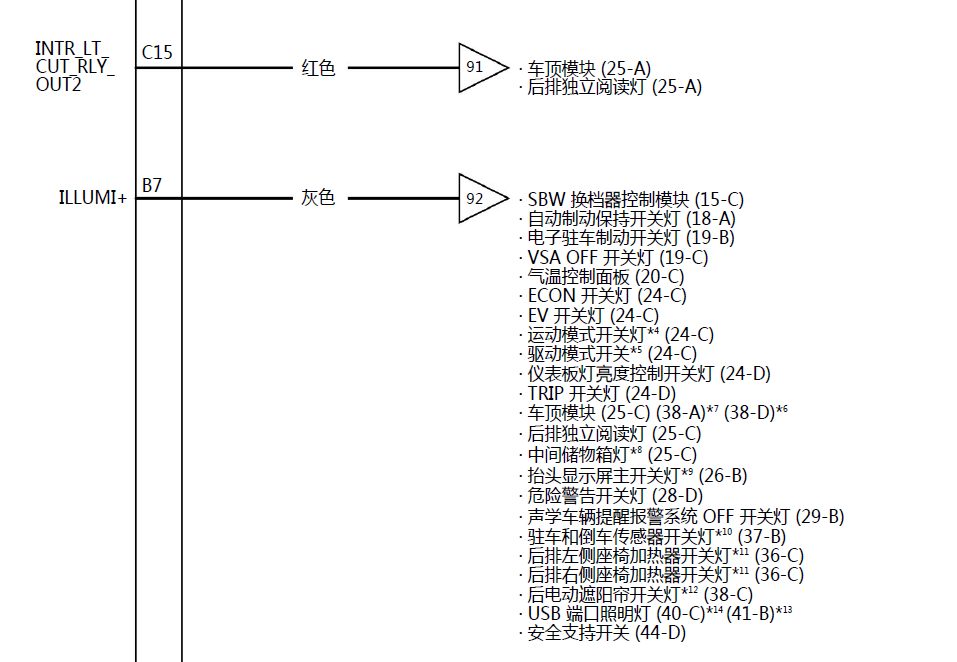 INTR_LT_
CUT_RLY_
OUT2
C15
红色
91
· 车顶模块 (25-A)
· 后排独立阅读灯 (25-A)
ILLUMI+
B7
灰色
92
· SBW 换档器控制模块 (15-C)
· 自动制动保持开关灯 (18-A)
· 电子驻车制动开关灯 (19-B)
· VSA OFF 开关灯 (19-C)
· 气温控制面板 (20-C)
· ECON 开关灯 (24-C)
· EV 开关灯 (24-C)
· 运动模式开关灯*4 (24-C)
· 驱动模式开关*5 (24-C)
· 仪表板灯亮度控制开关灯 (24-D)
· TRIP 开关灯 (24-D)
· 车顶模块 (25-C) (38-A)*7 (38-D)*6
· 后排独立阅读灯 (25-C)
· 中间储物箱灯*8 (25-C)
· 抬头显示屏主开关灯*9 (26-B)
· 危险警告开关灯 (28-D)
· 声学车辆提醒报警系统 OFF 开关灯 (29-B)
· 驻车和倒车传感器开关灯*10 (37-B)
· 后排左侧座椅加热器开关灯*11 (36-C)
· 后排右侧座椅加热器开关灯*11 (36-C)
· 后电动遮阳帘开关灯*12 (38-C)
· USB 端口照明灯 (40-C)*14 (41-B)*13
· 安全支持开关 (44-D)